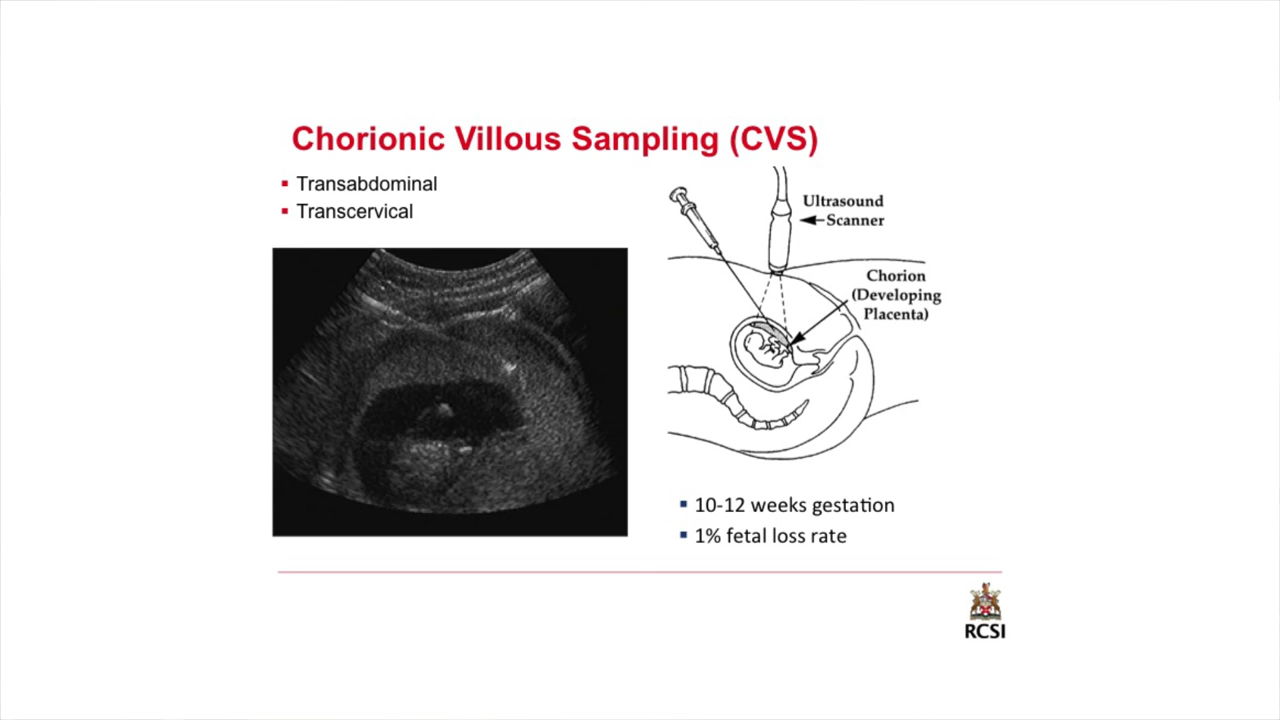 Chorionic Villous Sampling (CVS)
Transabdominal
Transcervical
Ultrasound
Scanner
Chorion
(Developing
Placenta)
10-12 weeks gestation
1% fetal loss rate
RCSI